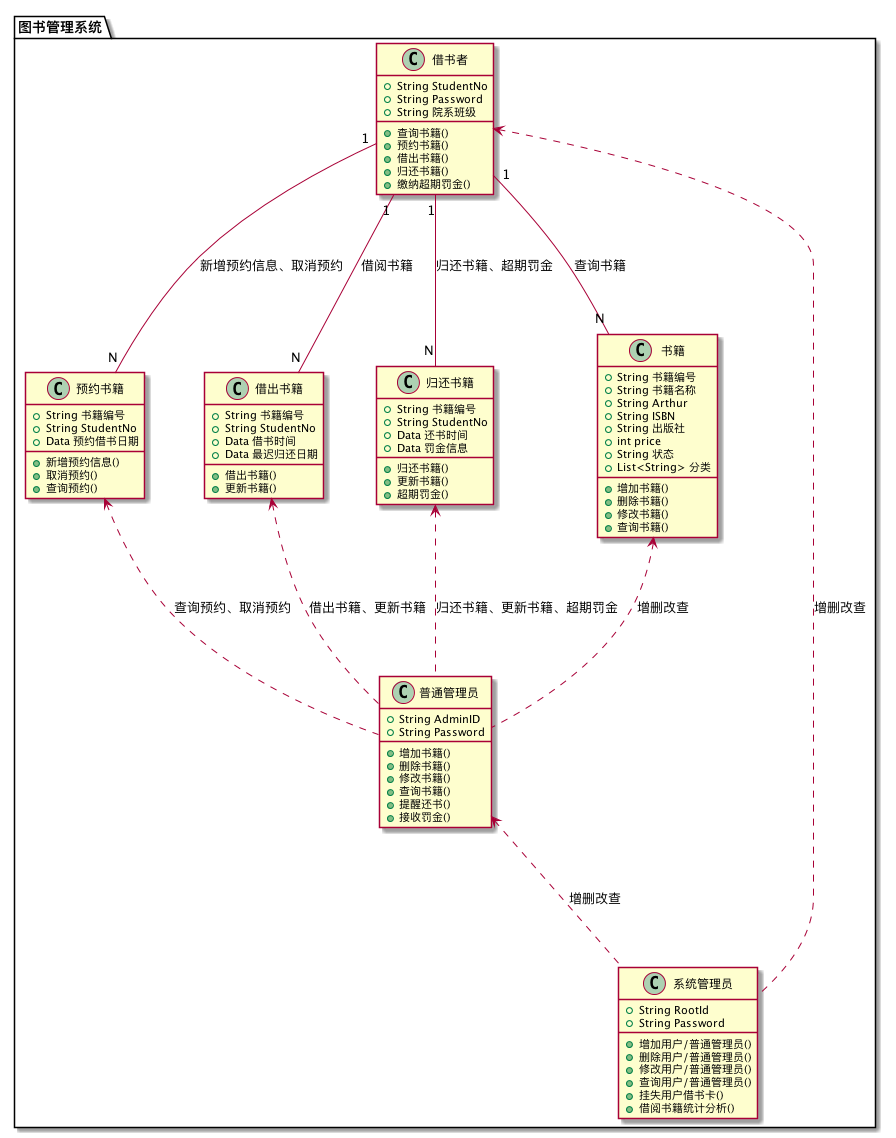 图书管理系统
C 借书者
String StudentNo
String Password
String 院系班级
查询书籍()
预约书籍()
借出书籍()
归还书籍()
缴纳超期罚金()
1
1
1
1
新增预约信息、取消预约
借阅书籍
归还书籍、超期罚金
查询书籍
N
N
N
N
C 预约书籍
String 书籍编号
String StudentNo
Data 预约借书日期
新增预约信息()
取消预约()
查询预约()
C 借出书籍
String 书籍编号
String StudentNo
Data 借书时间
Data 最迟归还日期
借出书籍()
更新书籍()
C 归还书籍
String 书籍编号
String StudentNo
Data 还书时间
Data 罚金信息
归还书籍()
更新书籍()
超期罚金()
C 书籍
String 书籍编号
String 书籍名称
String Arthur
String ISBN
String 出版社
int price
String 状态
List<String> 分类
增加书籍()
删除书籍()
修改书籍()
查询书籍()
查询预约、取消预约
借出书籍、更新书籍
归还书籍、更新书籍、超期罚金
增删改查
增删改查
C 普通管理员
String AdminID
String Password
增加书籍()
删除书籍()
修改书籍()
查询书籍()
提醒还书()
接收罚金()
增删改查
C 系统管理员
String RootId
String Password
增加用户/普通管理员()
删除用户/普通管理员()
修改用户/普通管理员()
查询用户/普通管理员()
挂失用户借书卡()
借阅书籍统计分析()